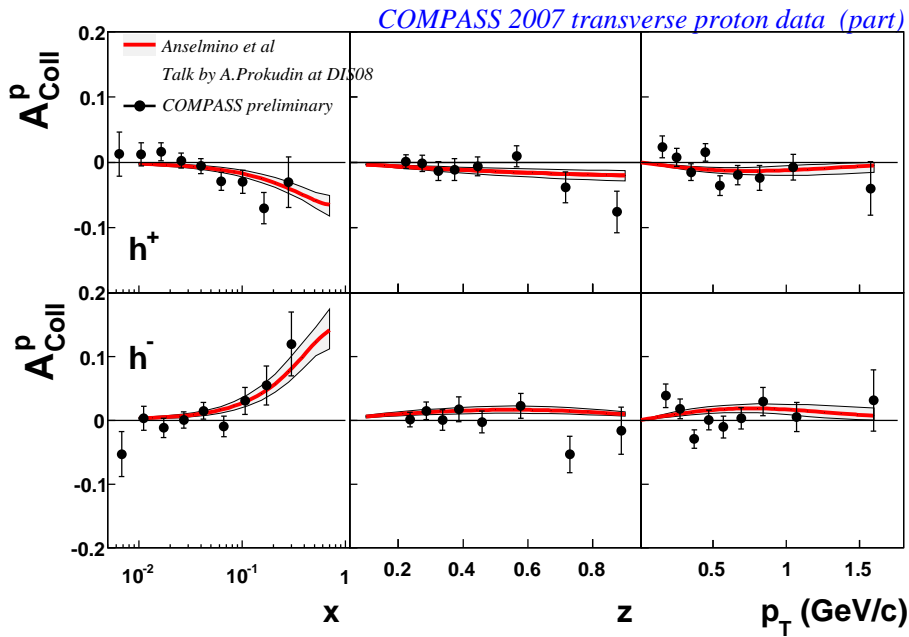 COMPASS 2007 transverse proton data (part)
Anselmino et al
Talk by A.Prokudin at DIS08
COMPASS preliminary
A^p_Coll
0.2
0.1
0
-0.1
h⁺
0.2
A^p_Coll
0.1
0
-0.1
-0.2
h⁻
10⁻² 10⁻¹ 1
0.2 0.4 0.6 0.8
0.5 1 1.5
x
z
p_T (GeV/c)